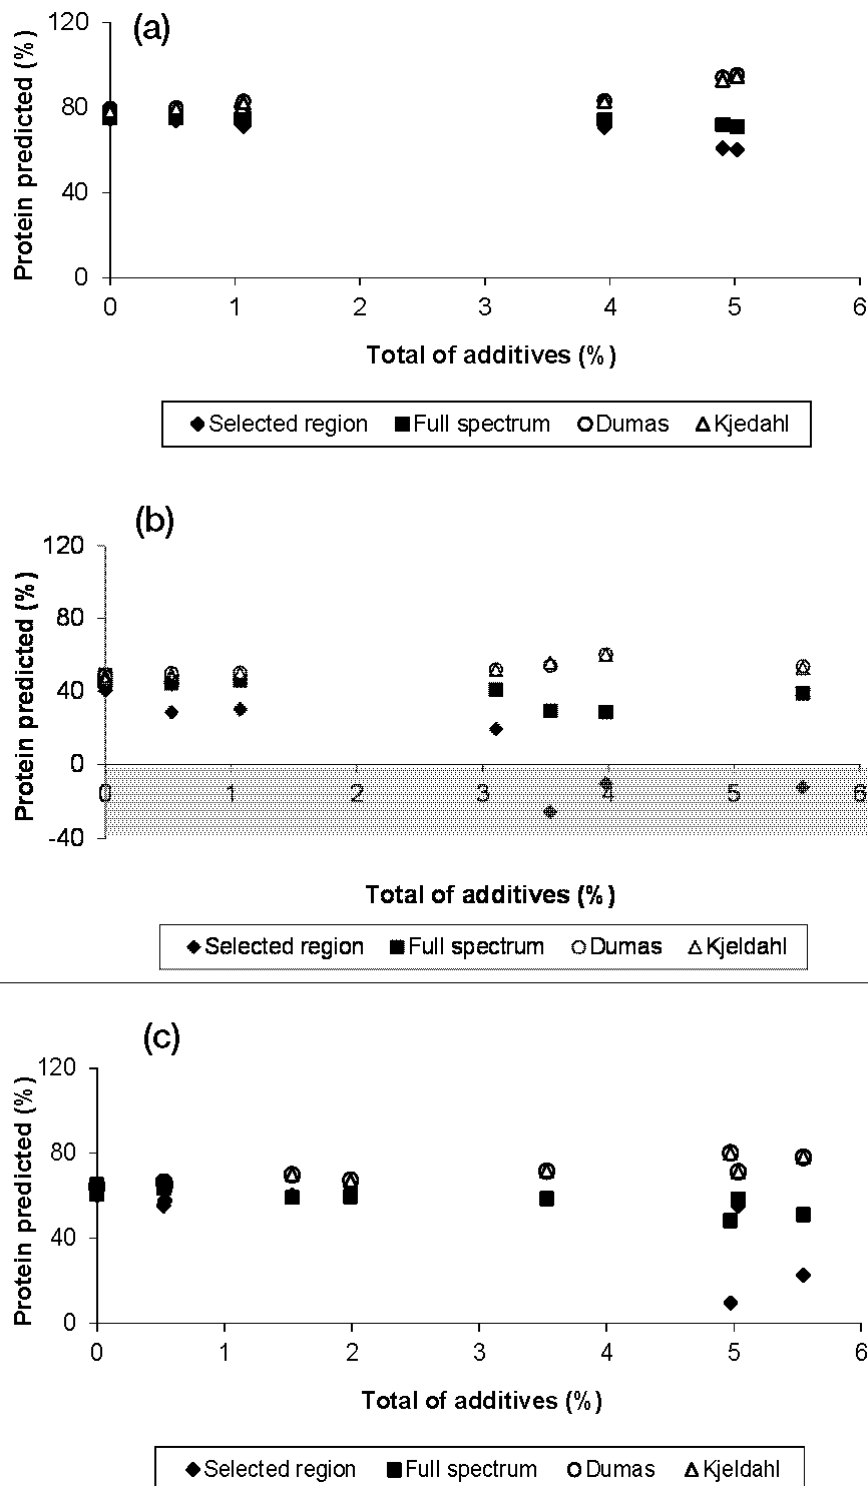 (a)
Protein predicted (%)
120
80
40
0
0 1 2 3 4 5 6
Total of additives (%)
Selected region Full spectrum Dumas Kjedahl
(b)
Protein predicted (%)
120
80
40
0
-40
0 1 2 3 4 5 6
Total of additives (%)
Selected region Full spectrum Dumas Kjeldahl
(c)
Protein predicted (%)
120
80
40
0
0 1 2 3 4 5 6
Total of additives (%)
Selected region Full spectrum Dumas Kjeldahl